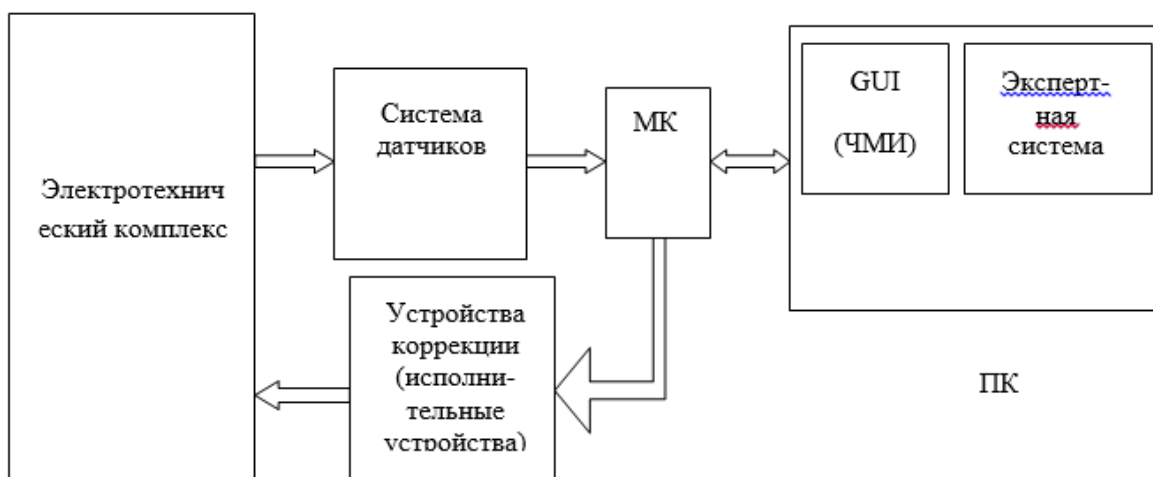 Электротехнич
еский комплекс
Система
датчиков
МК
GUI
(ЧМИ)
Эксперт-
ная
система
Устройства
коррекции
(исполни-
тельные
устройства)
ПК